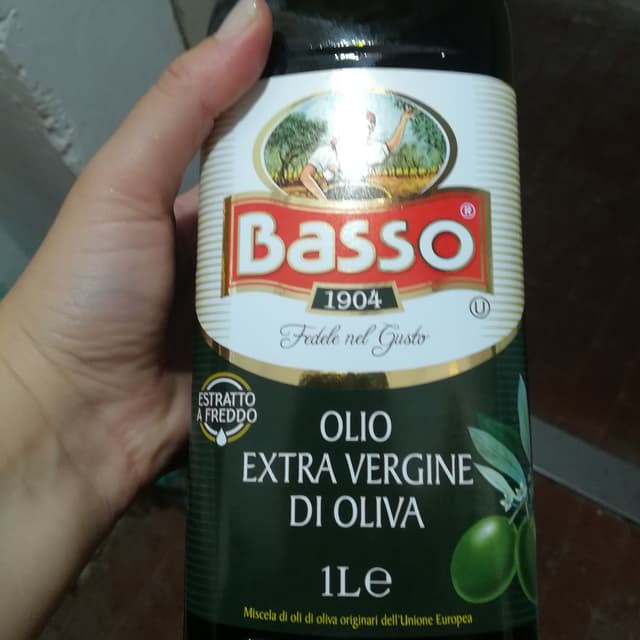 Basso®
1904
Fedele nel Gusto
U
ESTRATTO
A FREDDO
OLIO
EXTRA VERGINE
DI OLIVA
1L e
Miscela di oli di oliva originari dell'Unione Europea